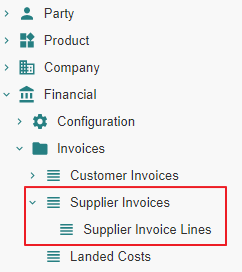 Party
Product
Company
Financial
Configuration
Invoices
Customer Invoices
Supplier Invoices
Supplier Invoice Lines
Landed Costs